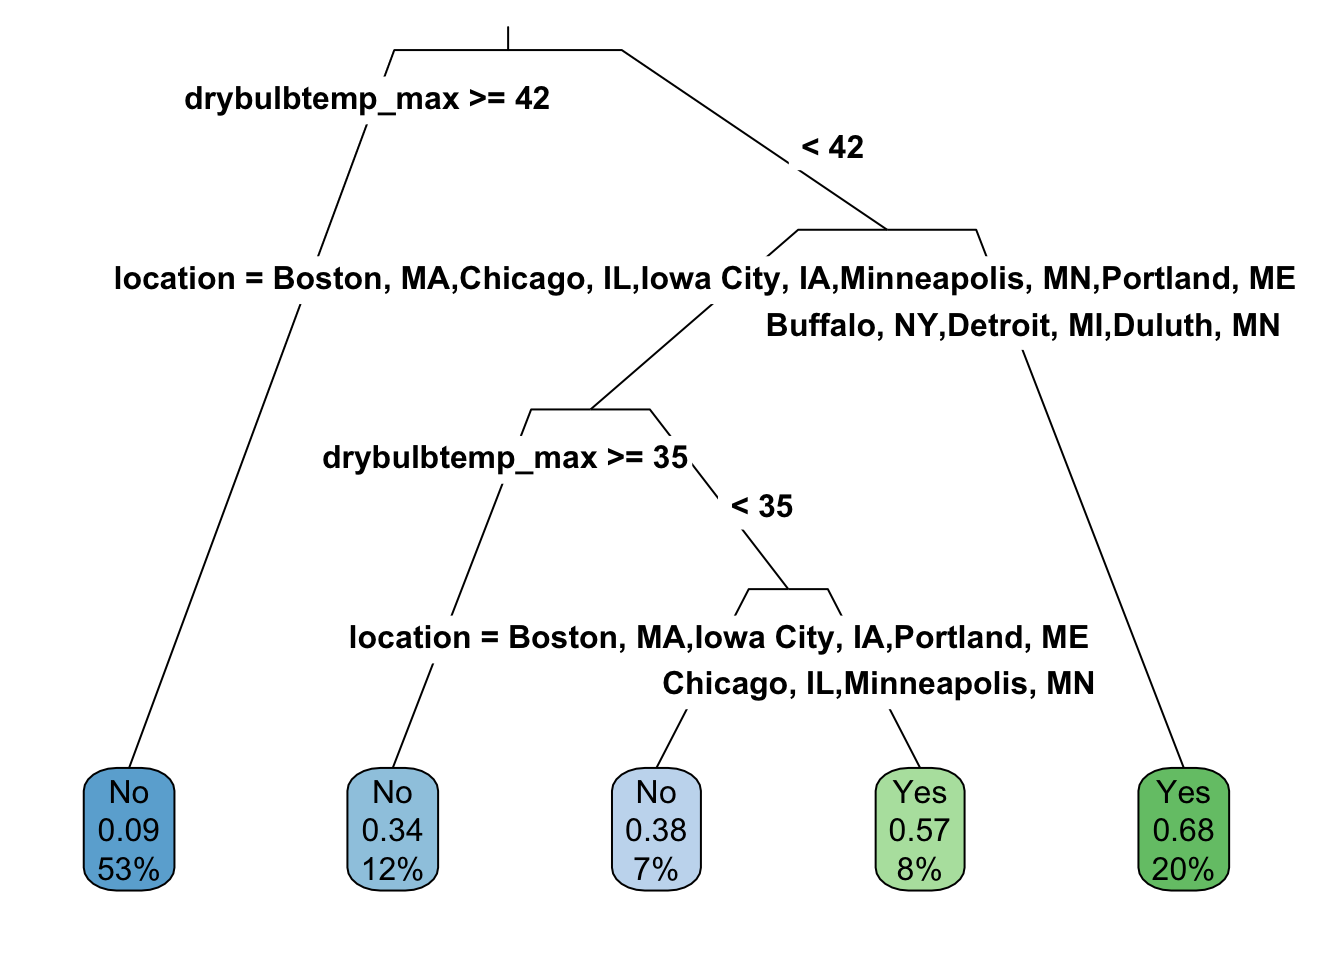 drybulbtemp_max >= 42
< 42
location = Boston, MA,Chicago, IL,Iowa City, IA,Minneapolis, MN,Portland, ME
Buffalo, NY,Detroit, MI,Duluth, MN
drybulbtemp_max >= 35
< 35
location = Boston, MA,Iowa City, IA,Portland, ME
Chicago, IL,Minneapolis, MN
No
0.09
53%
No
0.34
12%
No
0.38
7%
Yes
0.57
8%
Yes
0.68
20%